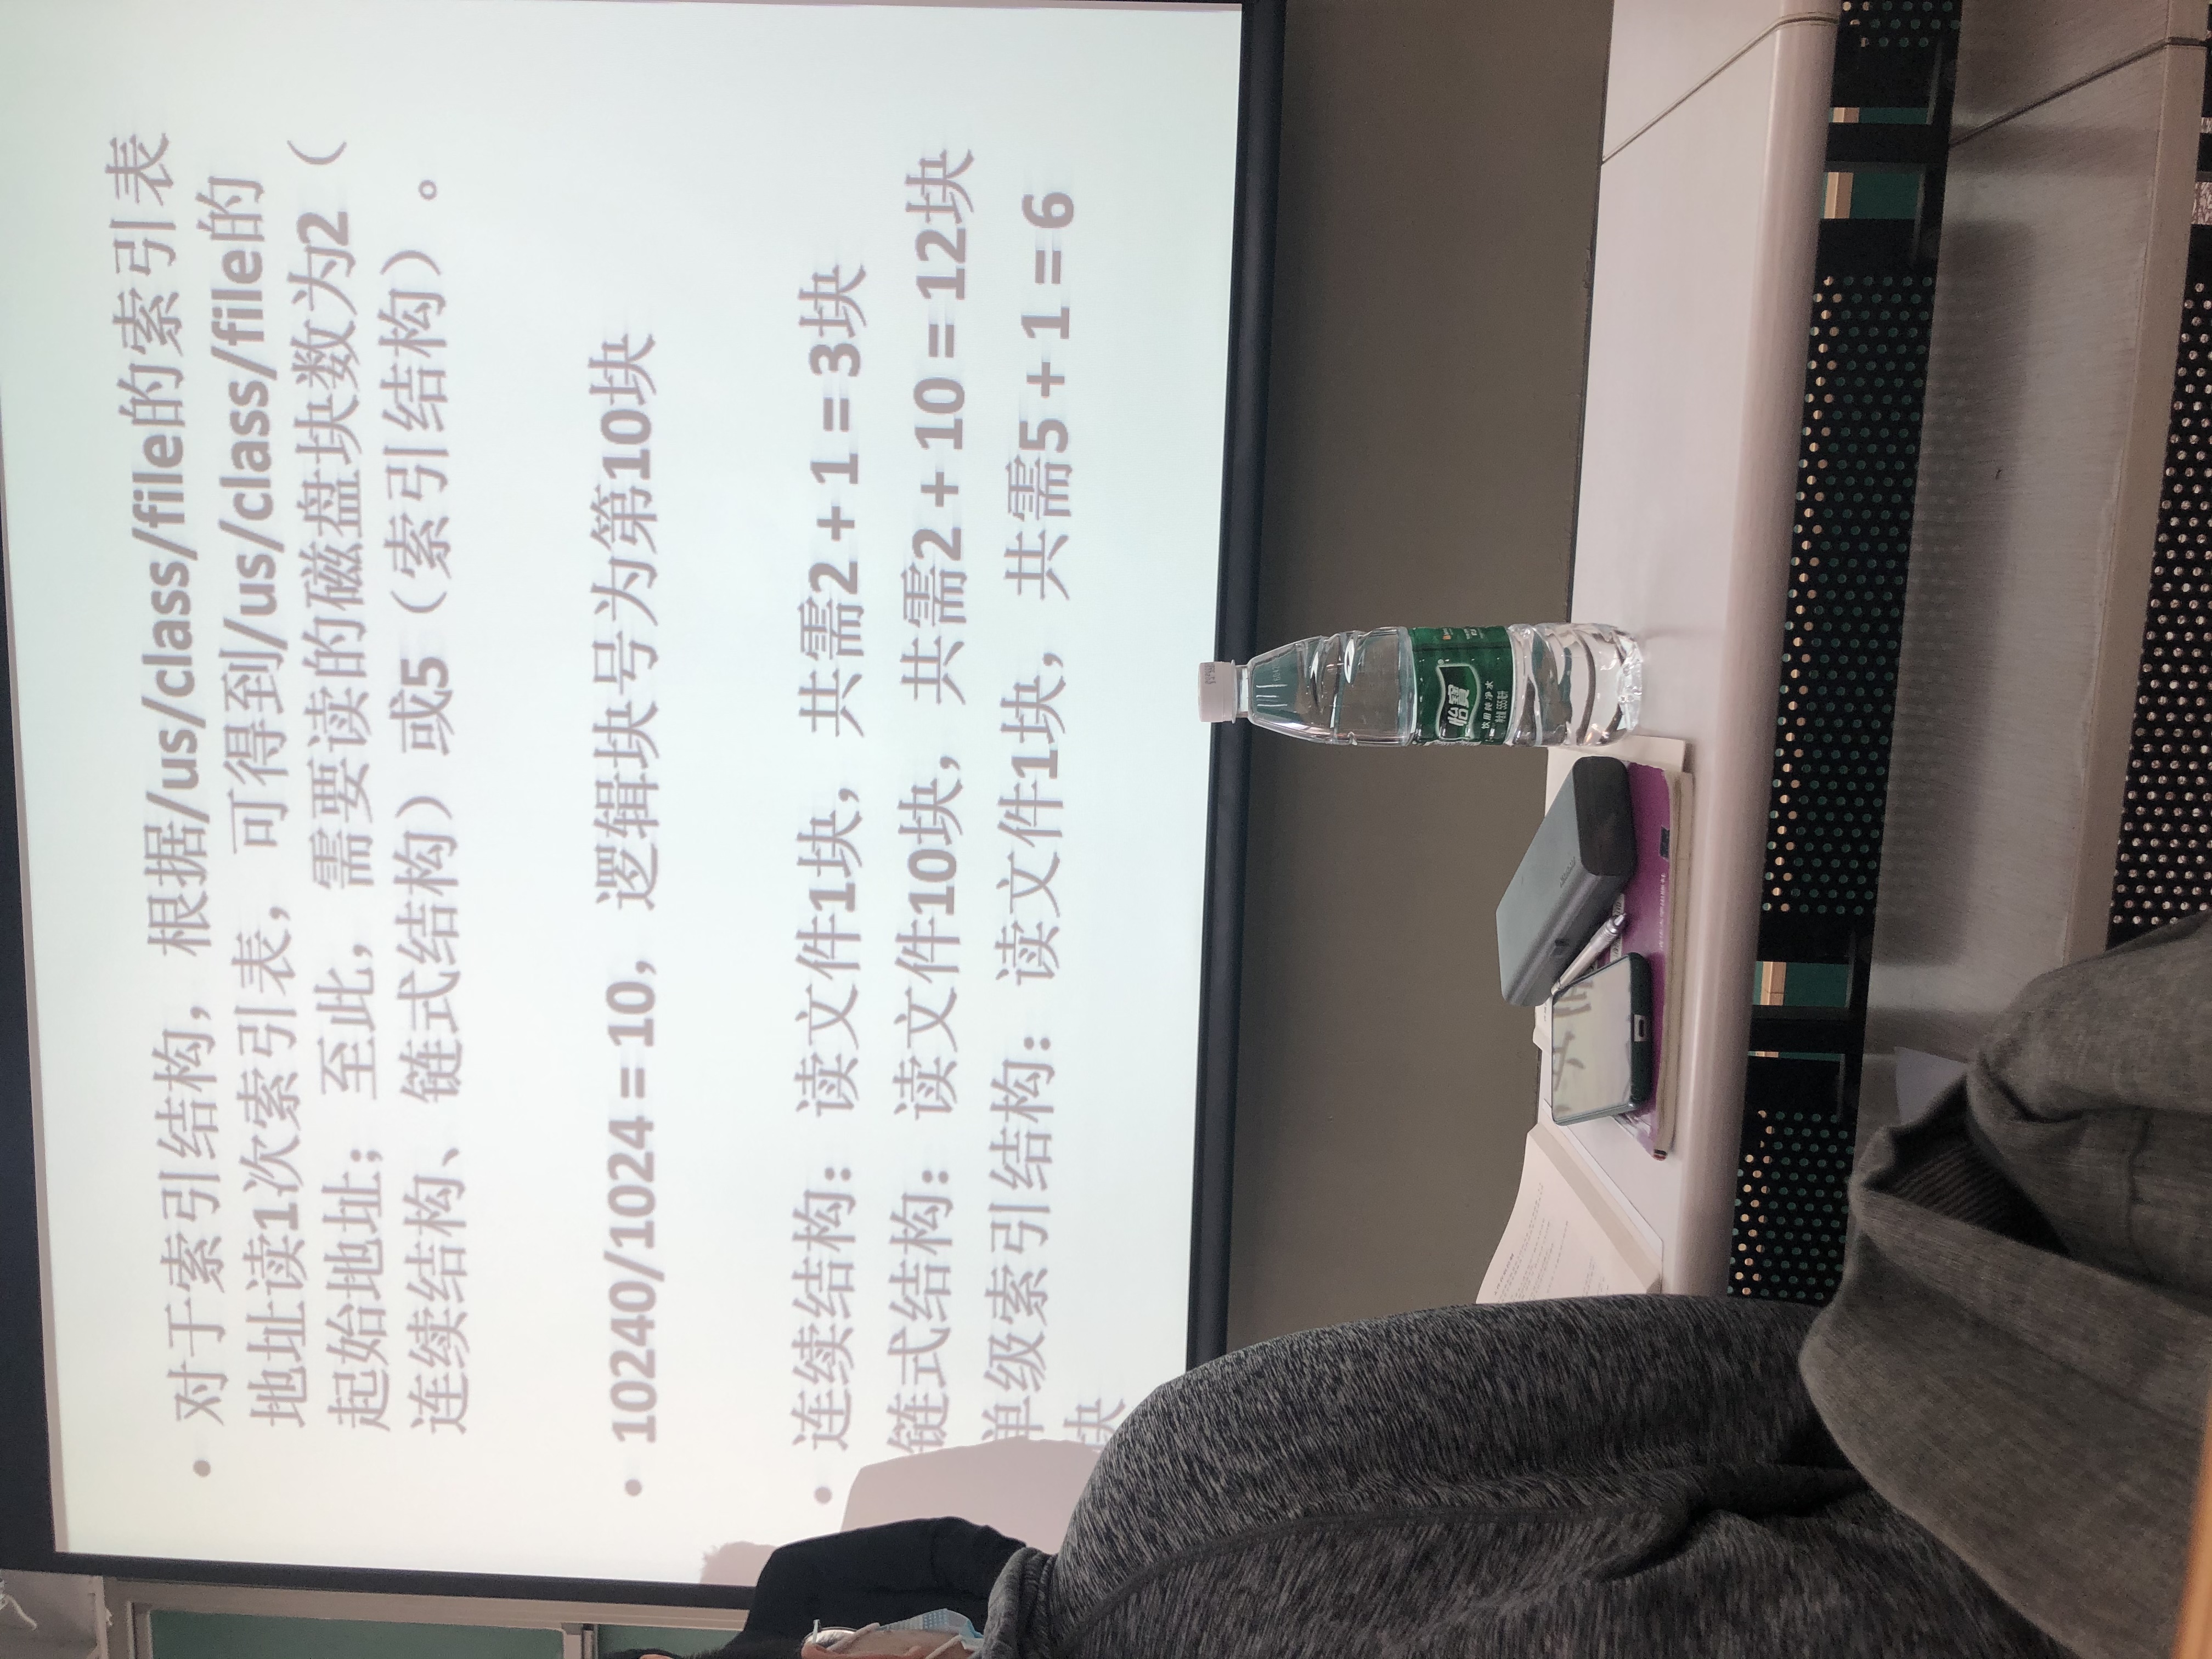 • 对于索引结构，根据/us/class/file的索引表
地址读1次索引表，可得到/us/class/file的
起始地址；至此，需要读的磁盘块数为2（
连续结构、链式结构）或5（索引结构）。
• 10240/1024 = 10，逻辑块号为第10块
• 连续结构：读文件1块，共需2 + 1 = 3块
链式结构：读文件10块，共需2 + 10 = 12块
单级索引结构：读文件1块，共需5 + 1 = 6
块
怡寶
饮用纯净水
净含量 555毫升
清华大学出版社